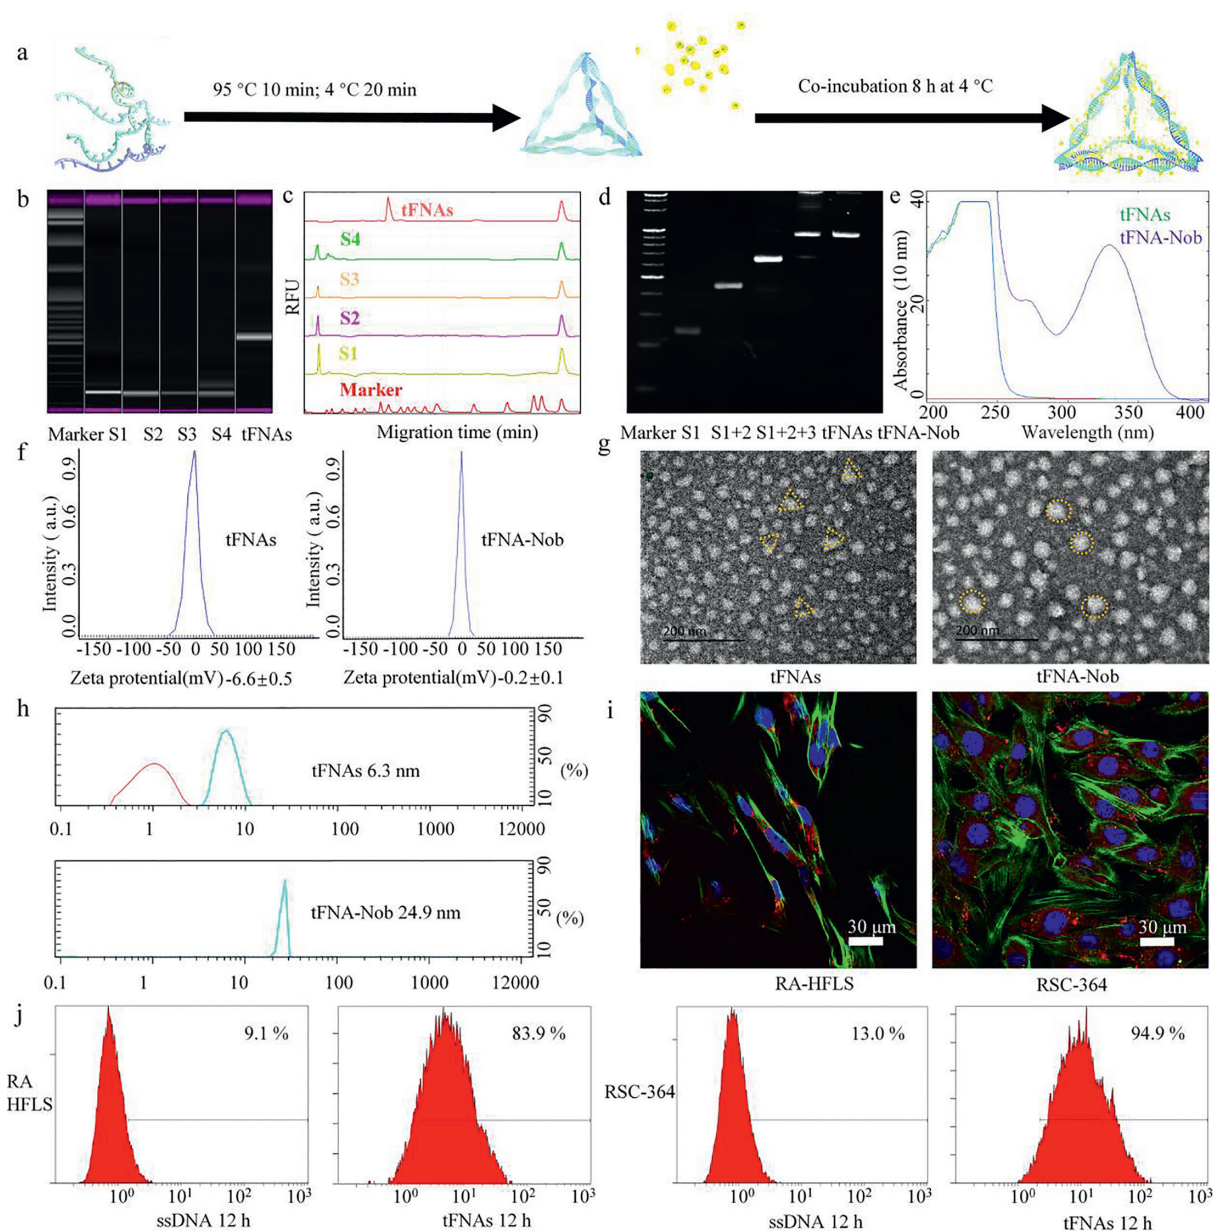 a
95 °C 10 min; 4 °C 20 min
Co-incubation 8 h at 4 °C
b
Marker S1 S2 S3 S4 tFNAs
c
RFU
tFNAs
S4
S3
S2
S1
Marker
Migration time (min)
d
Marker S1 S1+2 S1+2+3 tFNAs tFNA-Nob
e
Absorbance (10 nm)
40
30
20
10
0
tFNAs
tFNA-Nob
200 250 300 350 400
Wavelength (nm)
f
Intensity ( a.u.)
0.9
0.6
0.3
0.0
tFNAs
-150 -100 -50 0 50 100 150
Zeta potential(mV)-6.6±0.5
Intensity ( a.u.)
0.9
0.6
0.3
0.0
tFNA-Nob
-150 -100 -50 0 50 100 150
Zeta potential(mV)-0.2±0.1
g
200 nm
tFNAs
200 nm
tFNA-Nob
h
tFNAs 6.3 nm
90
50
10
(%)
0.1 1 10 100 1000 12000
tFNA-Nob 24.9 nm
90
50
10
(%)
0.1 1 10 100 1000 12000
i
30 μm
RA-HFLS
30 μm
RSC-364
j
RA
HFLS
9.1 %
10⁰ 10¹ 10² 10³
ssDNA 12 h
83.9 %
10⁰ 10¹ 10² 10³
tFNAs 12 h
RSC-364
13.0 %
10⁰ 10¹ 10² 10³
ssDNA 12 h
94.9 %
10⁰ 10¹ 10² 10³
tFNAs 12 h